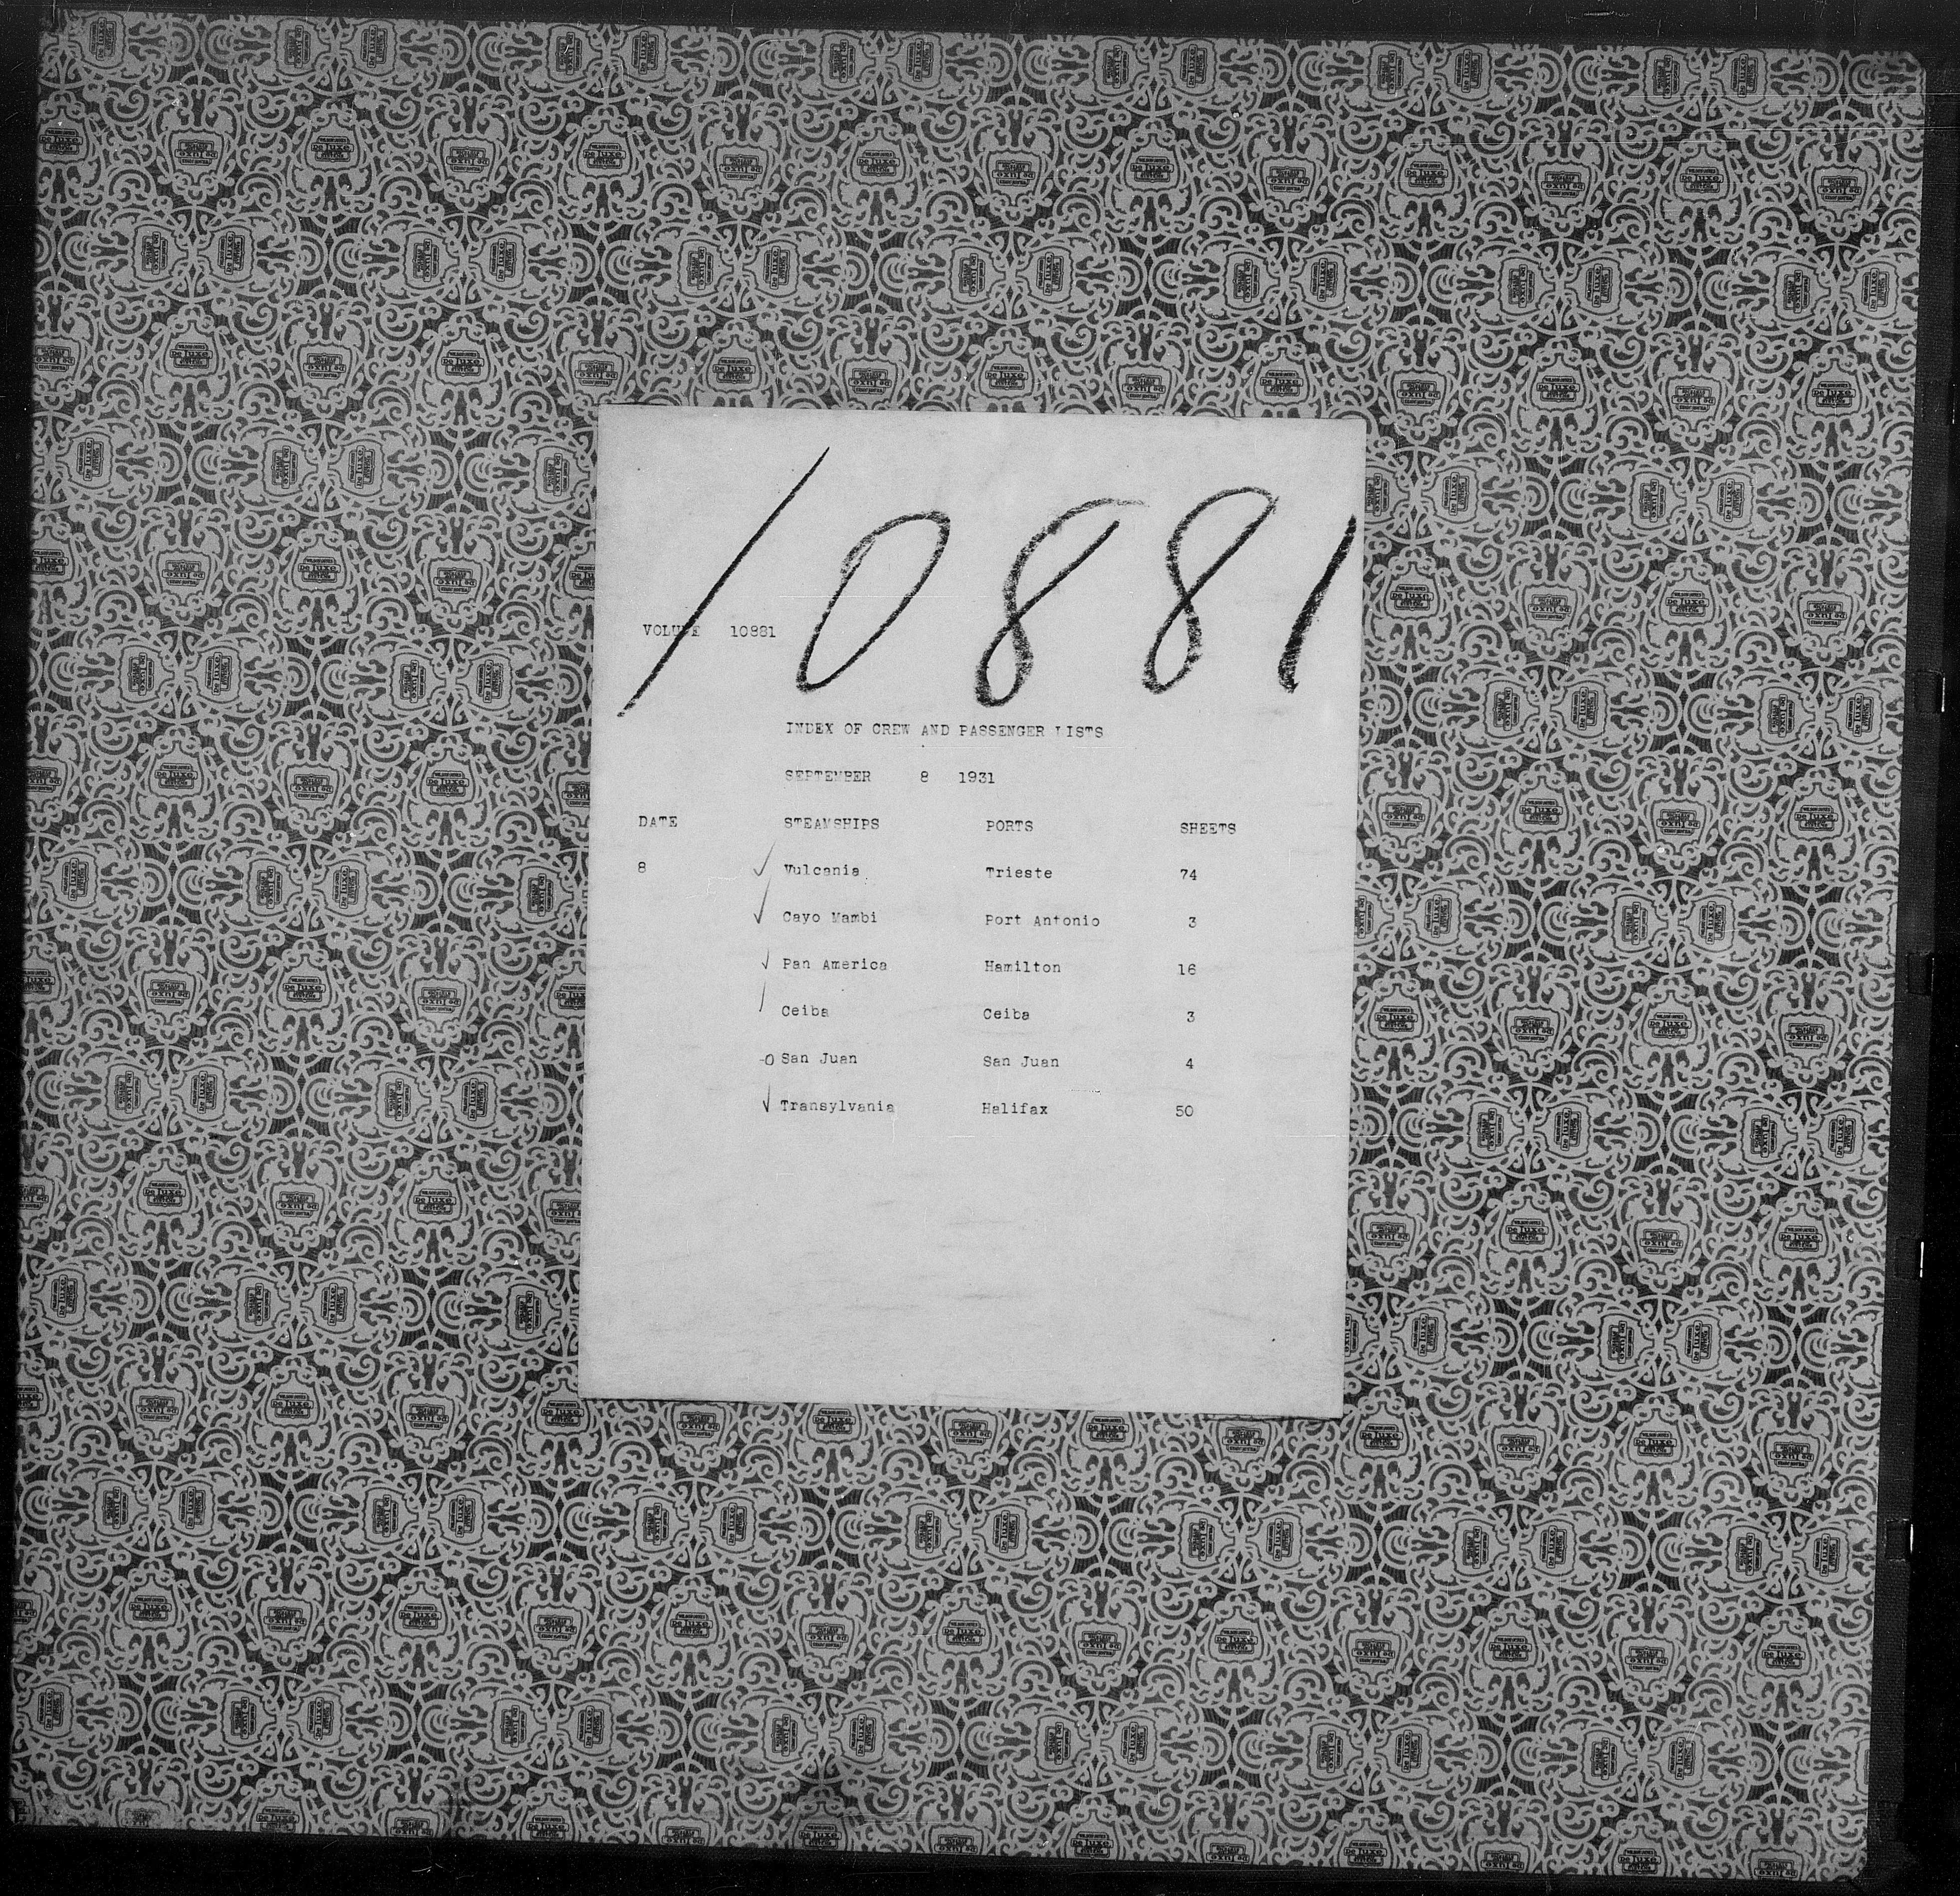 10881
VOLUME 10881
INDEX OF CREW AND PASSENGER LISTS
SEPTEMBER 8 1931
DATE STEAMSHIPS PORTS SHEETS
8 ✓ Vulcania Trieste 74
✓ Cayo Mambi Port Antonio 3
✓ Pan America Hamilton 16
/ Ceiba Ceiba 3
-0 San Juan San Juan 4
✓ Transylvania Halifax 50